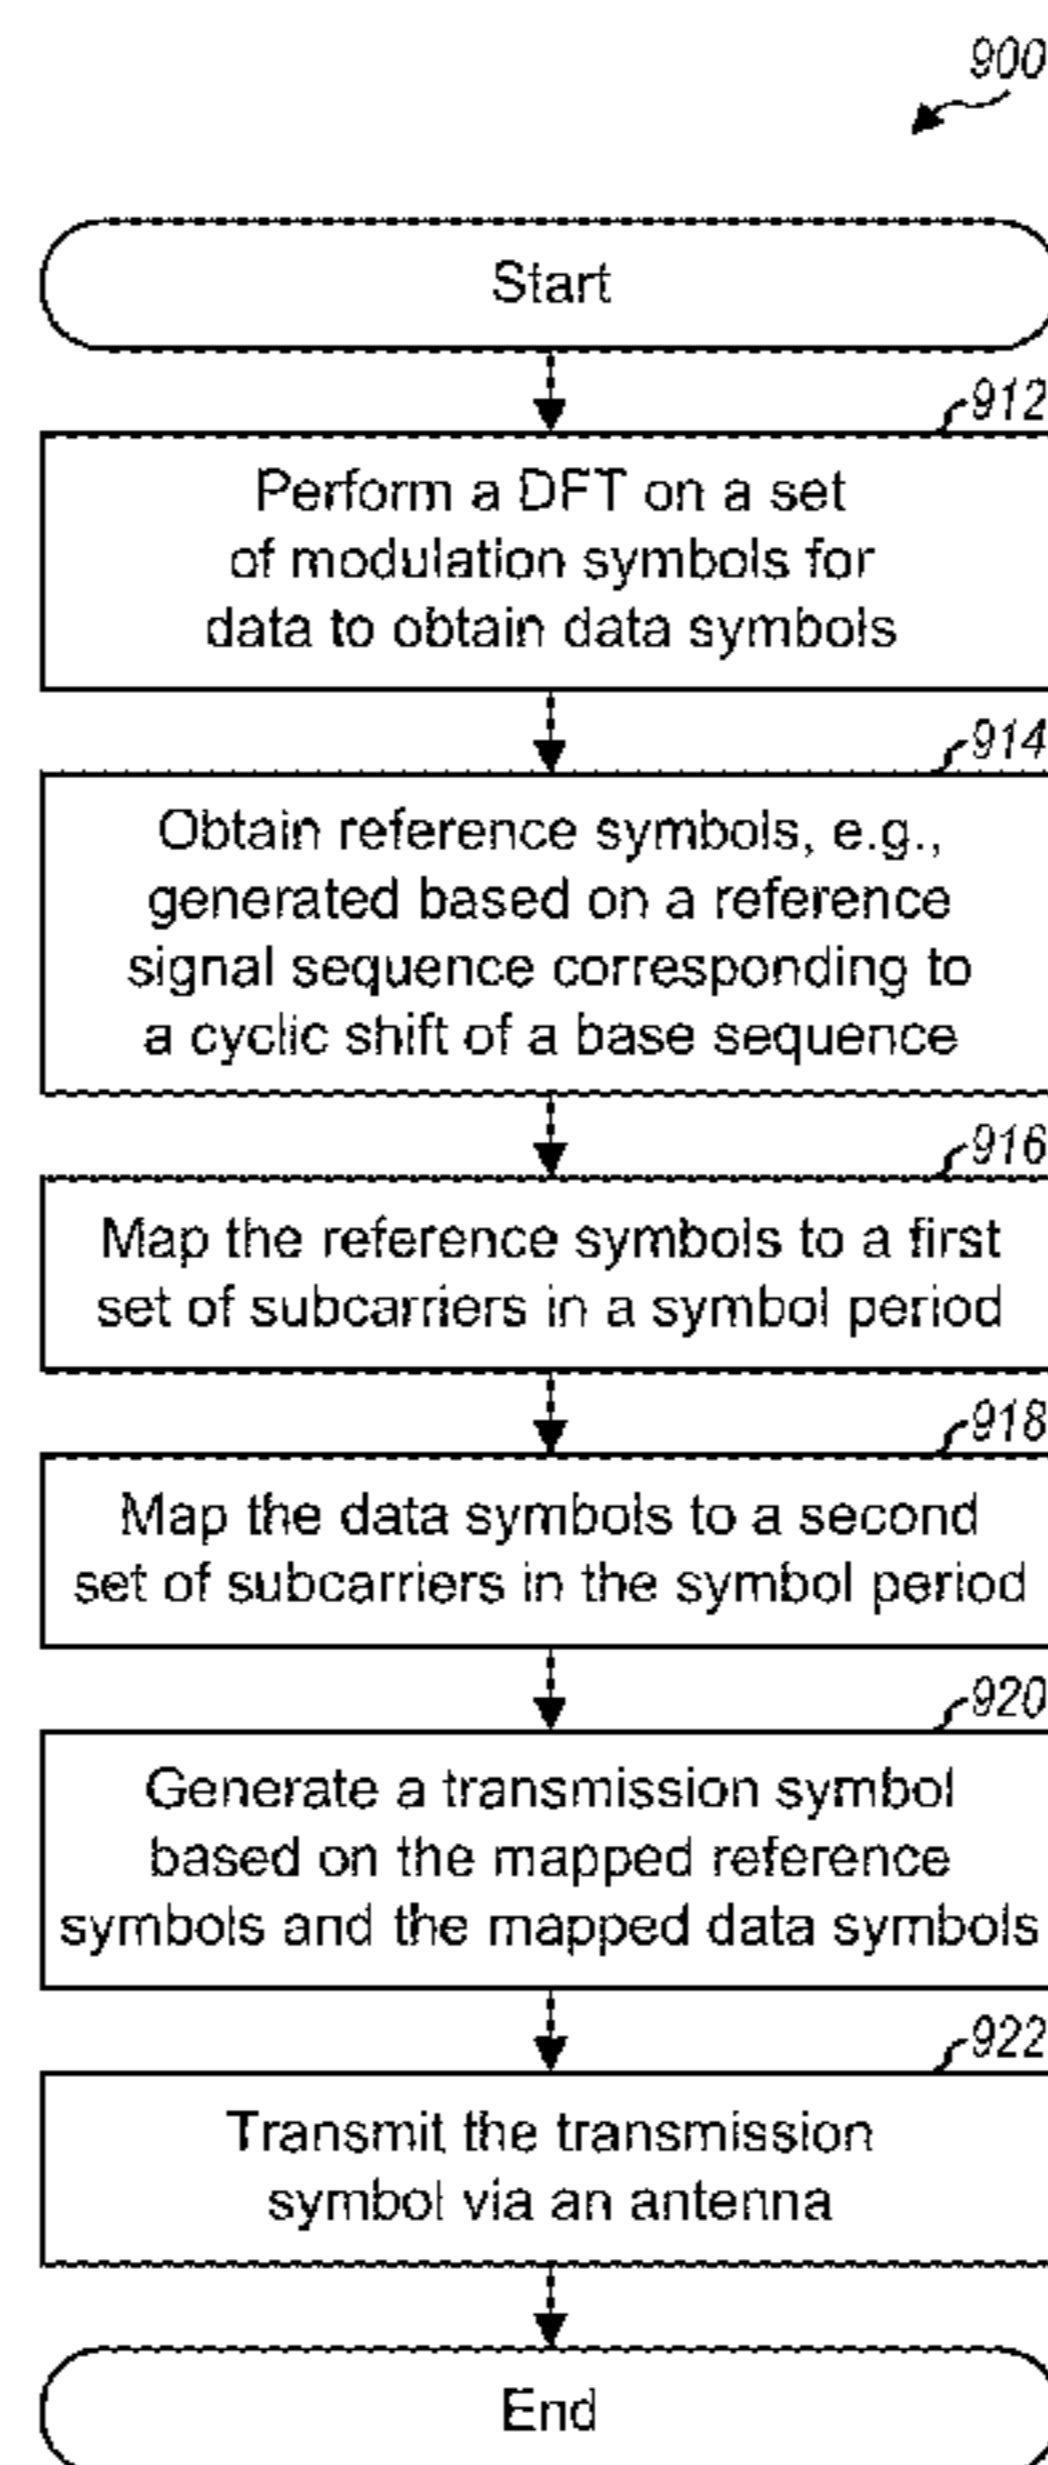 900
Start
912
Perform a DFT on a set
of modulation symbols for
data to obtain data symbols
914
Obtain reference symbols, e.g.,
generated based on a reference
signal sequence corresponding to
a cyclic shift of a base sequence
916
Map the reference symbols to a first
set of subcarriers in a symbol period
918
Map the data symbols to a second
set of subcarriers in the symbol period
920
Generate a transmission symbol
based on the mapped reference
symbols and the mapped data symbols
922
Transmit the transmission
symbol via an antenna
End